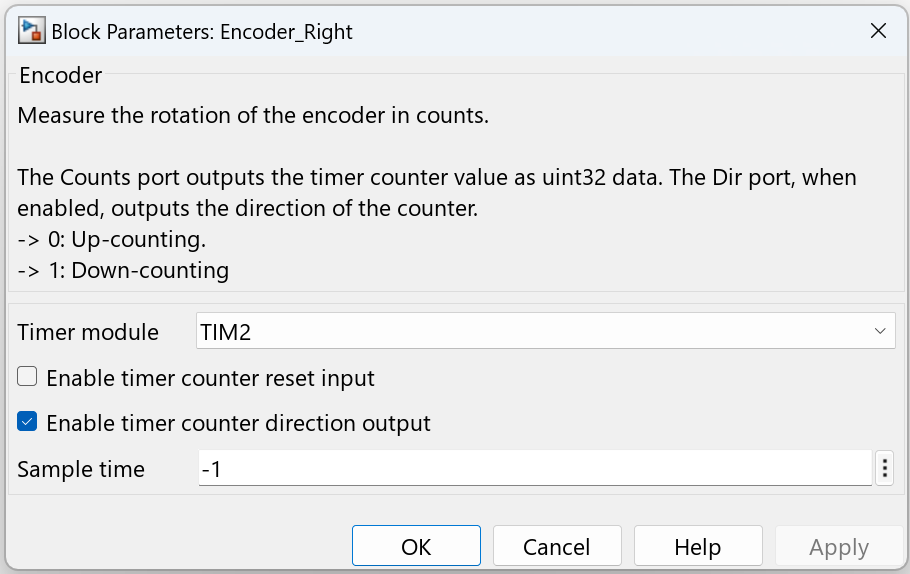 Block Parameters: Encoder_Right
Encoder
Measure the rotation of the encoder in counts.
The Counts port outputs the timer counter value as uint32 data. The Dir port, when
enabled, outputs the direction of the counter.
-> 0: Up-counting.
-> 1: Down-counting
Timer module TIM2
Enable timer counter reset input
Enable timer counter direction output
Sample time -1
OK Cancel Help Apply